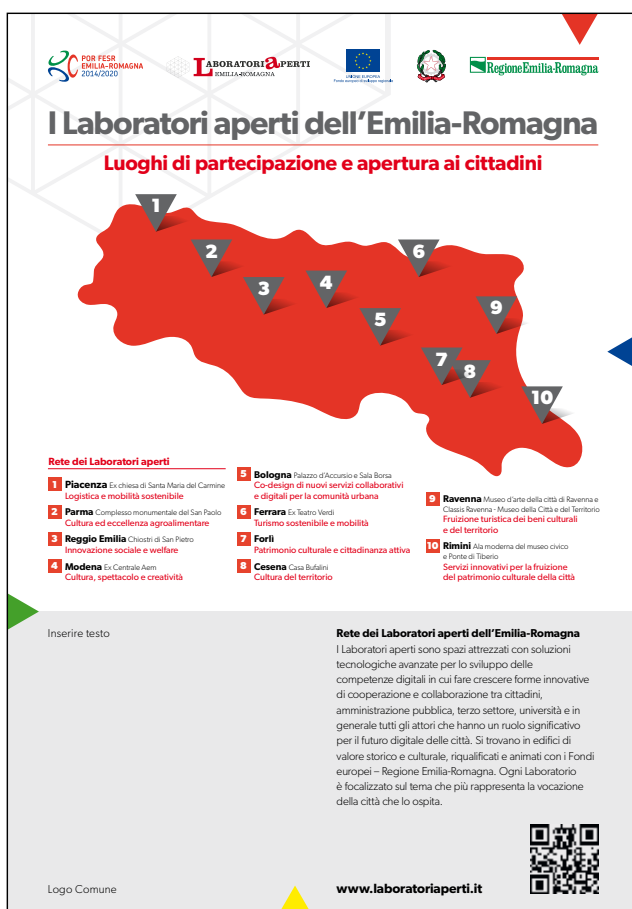 POR FESR
EMILIA-ROMAGNA
2014/2020
LABORATORI APERTI
EMILIA-ROMAGNA
UNIONE EUROPEA
Fondo europeo di sviluppo regionale
Regione Emilia-Romagna
I Laboratori aperti dell'Emilia-Romagna
Luoghi di partecipazione e apertura ai cittadini
1
2
3
4
5
6
7
8
9
10
Rete dei Laboratori aperti
1 Piacenza Ex chiesa di Santa Maria del Carmine
Logistica e mobilità sostenibile
2 Parma Complesso monumentale del San Paolo
Cultura ed eccellenza agroalimentare
3 Reggio Emilia Chiostri di San Pietro
Innovazione sociale e welfare
4 Modena Ex Centrale Aem
Cultura, spettacolo e creatività
5 Bologna Palazzo d'Accursio e Sala Borsa
Co-design di nuovi servizi collaborativi
e digitali per la comunità urbana
6 Ferrara Ex Teatro Verdi
Turismo sostenibile e mobilità
7 Forlì
Patrimonio culturale e cittadinanza attiva
8 Cesena Casa Bufalini
Cultura del territorio
9 Ravenna Museo d'arte della città di Ravenna e
Classis Ravenna - Museo della Città e del Territorio
Fruizione turistica dei beni culturali
e del territorio
10 Rimini Ala moderna del museo civico
e Ponte di Tiberio
Servizi innovativi per la fruizione
del patrimonio culturale della città
Inserire testo
Rete dei Laboratori aperti dell'Emilia-Romagna
I Laboratori aperti sono spazi attrezzati con soluzioni
tecnologiche avanzate per lo sviluppo delle
competenze digitali in cui fare crescere forme innovative
di cooperazione e collaborazione tra cittadini,
amministrazione pubblica, terzo settore, università e in
generale tutti gli attori che hanno un ruolo significativo
per il futuro digitale delle città. Si trovano in edifici di
valore storico e culturale, riqualificati e animati con i Fondi
europei – Regione Emilia-Romagna. Ogni Laboratorio
è focalizzato sul tema che più rappresenta la vocazione
della città che lo ospita.
Logo Comune
www.laboratoriaperti.it